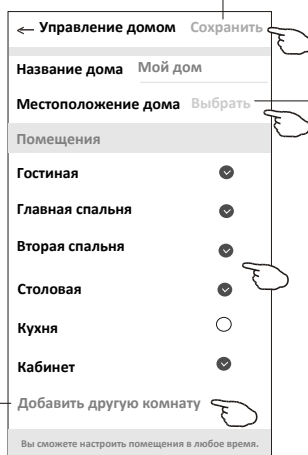 ← Управление домом Сохранить
Название дома Мой дом
Местоположение дома Выбрать
Помещения
Гостиная
Главная спальня
Вторая спальня
Столовая
Кухня
Кабинет
Добавить другую комнату
Вы сможете настроить помещения в любое время.